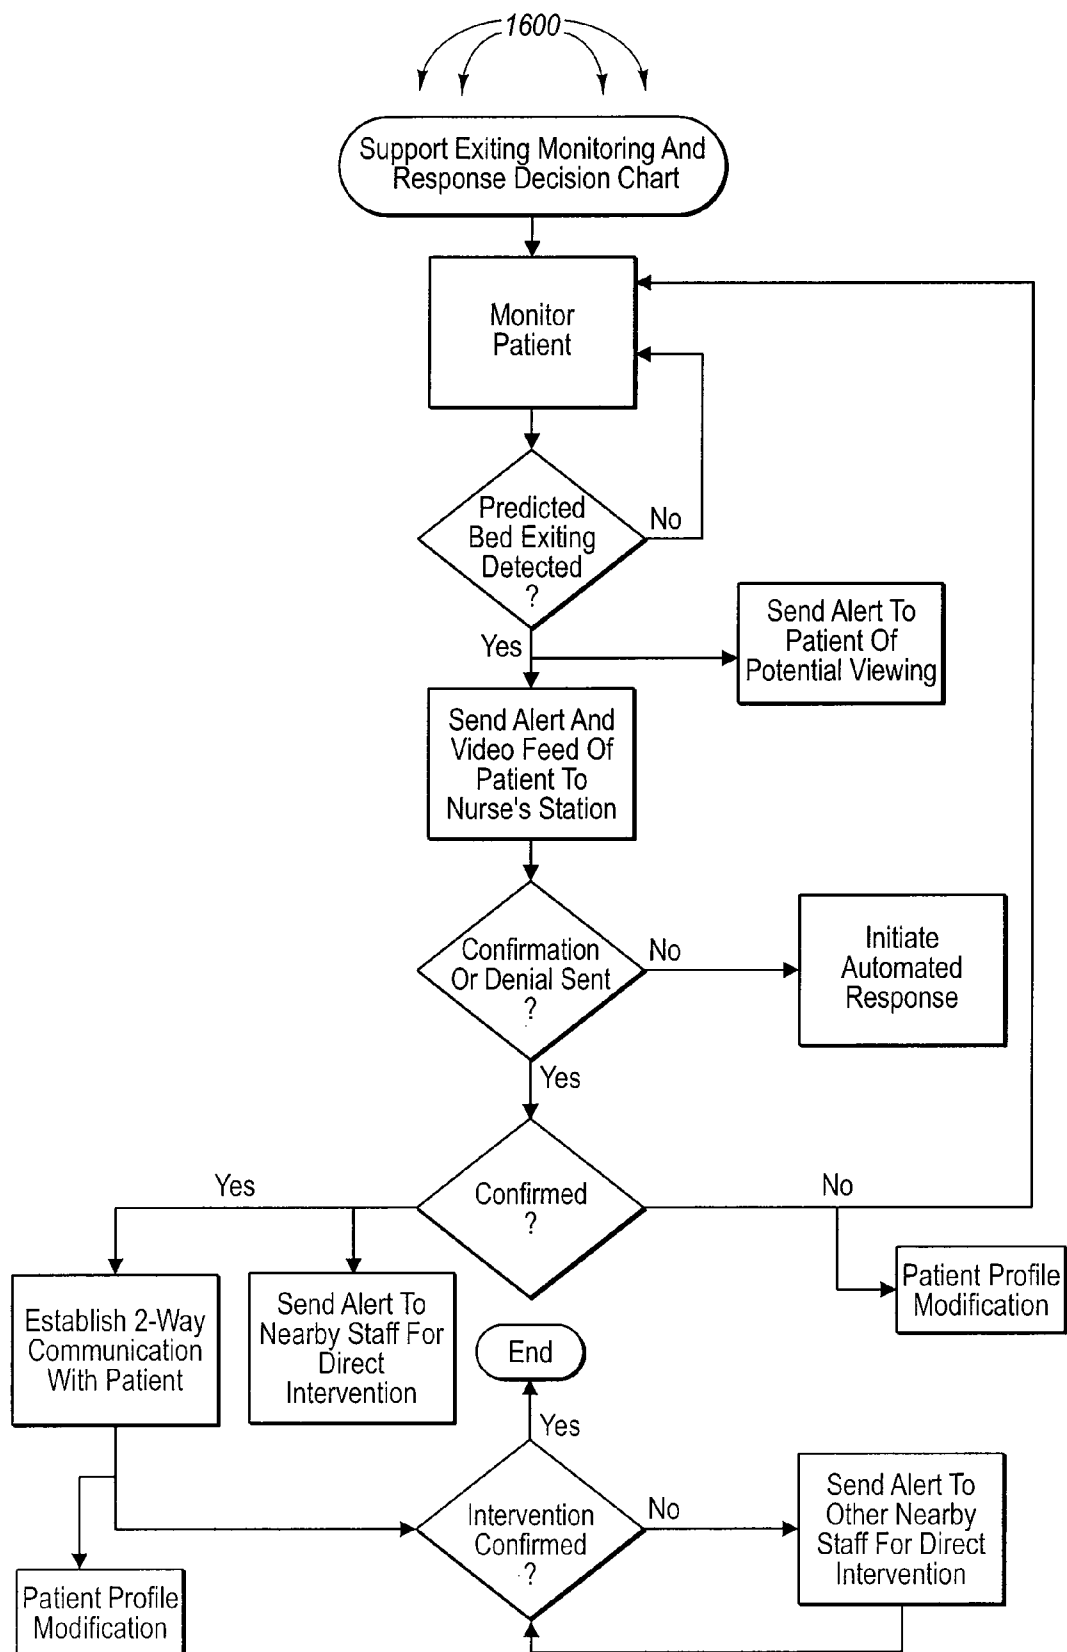 1600
Support Exiting Monitoring And
Response Decision Chart
Monitor
Patient
Predicted
Bed Exiting
Detected
?
No
Yes
Send Alert To
Patient Of
Potential Viewing
Send Alert And
Video Feed Of
Patient To
Nurse's Station
Confirmation
Or Denial Sent
?
No
Initiate
Automated
Response
Yes
Confirmed
?
Yes
No
Establish 2-Way
Communication
With Patient
Send Alert To
Nearby Staff For
Direct
Intervention
Patient Profile
Modification
End
Yes
Intervention
Confirmed
?
No
Send Alert To
Other Nearby
Staff For Direct
Intervention
Patient Profile
Modification